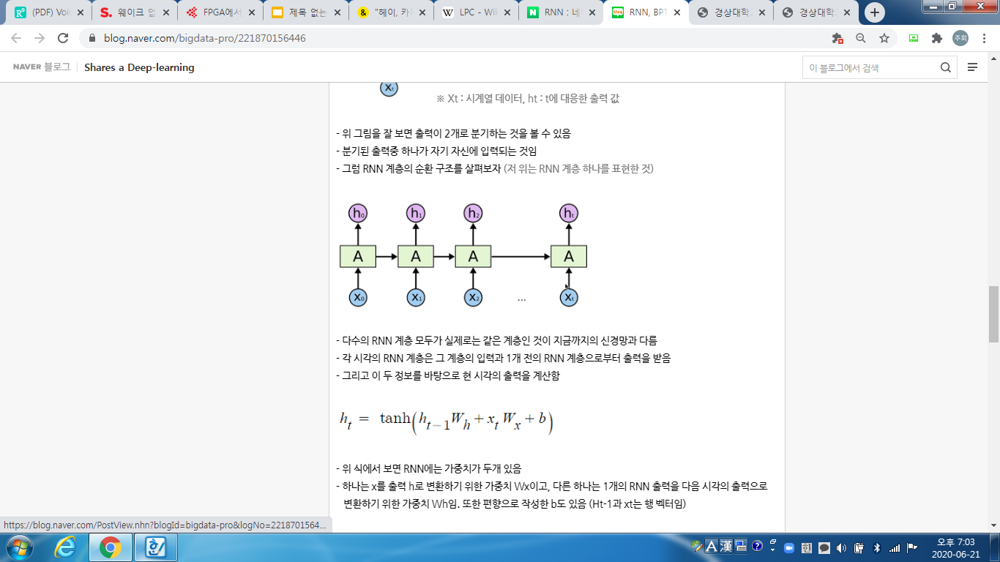 (PDF) Voic
웨이크 업
FPGA에서
제목 없는
"헤이, 카카
LPC - Wik
RNN : 네이
RNN, BPT
경상대학교
경상대학교
blog.naver.com/bigdata-pro/221870156446
주희
NAVER 블로그 Shares a Deep-learning
이 블로그에서 검색
Xt
※ Xt : 시계열 데이터, ht : t에 대응한 출력 값
- 위 그림을 잘 보면 출력이 2개로 분기하는 것을 볼 수 있음
- 분기된 출력중 하나가 자기 자신에 입력되는 것임
- 그럼 RNN 계층의 순환 구조를 살펴보자 (저 위는 RNN 계층 하나를 표현한 것)
h0 h1 h2 ht
A A A A
X0 X1 X2 ... Xt
- 다수의 RNN 계층 모두가 실제로는 같은 계층인 것이 지금까지의 신경망과 다름
- 각 시각의 RNN 계층은 그 계층의 입력과 1개 전의 RNN 계층으로부터 출력을 받음
- 그리고 이 두 정보를 바탕으로 현 시각의 출력을 계산함
h_t = tanh(h_{t-1}W_h + x_t W_x + b)
- 위 식에서 보면 RNN에는 가중치가 두개 있음
- 하나는 x를 출력 h로 변환하기 위한 가중치 Wx이고, 다른 하나는 1개의 RNN 출력을 다음 시각의 출력으로
변환하기 위한 가중치 Wh임. 또한 편향으로 작성한 b도 있음 (Ht-1과 xt는 행 벡터임)
https://blog.naver.com/PostView.nhn?blogId=bigdata-pro&logNo=2218701564...
A 漢
오후 7:03
2020-06-21